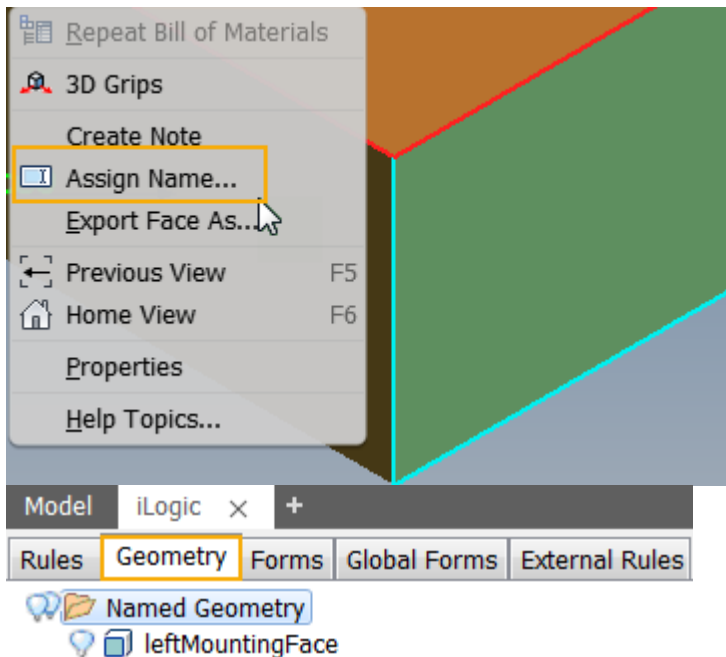 Repeat Bill of Materials
3D Grips
Create Note
Assign Name...
Export Face As...
Previous View F5
Home View F6
Properties
Help Topics...
Model iLogic × +
Rules Geometry Forms Global Forms External Rules
Named Geometry
leftMountingFace